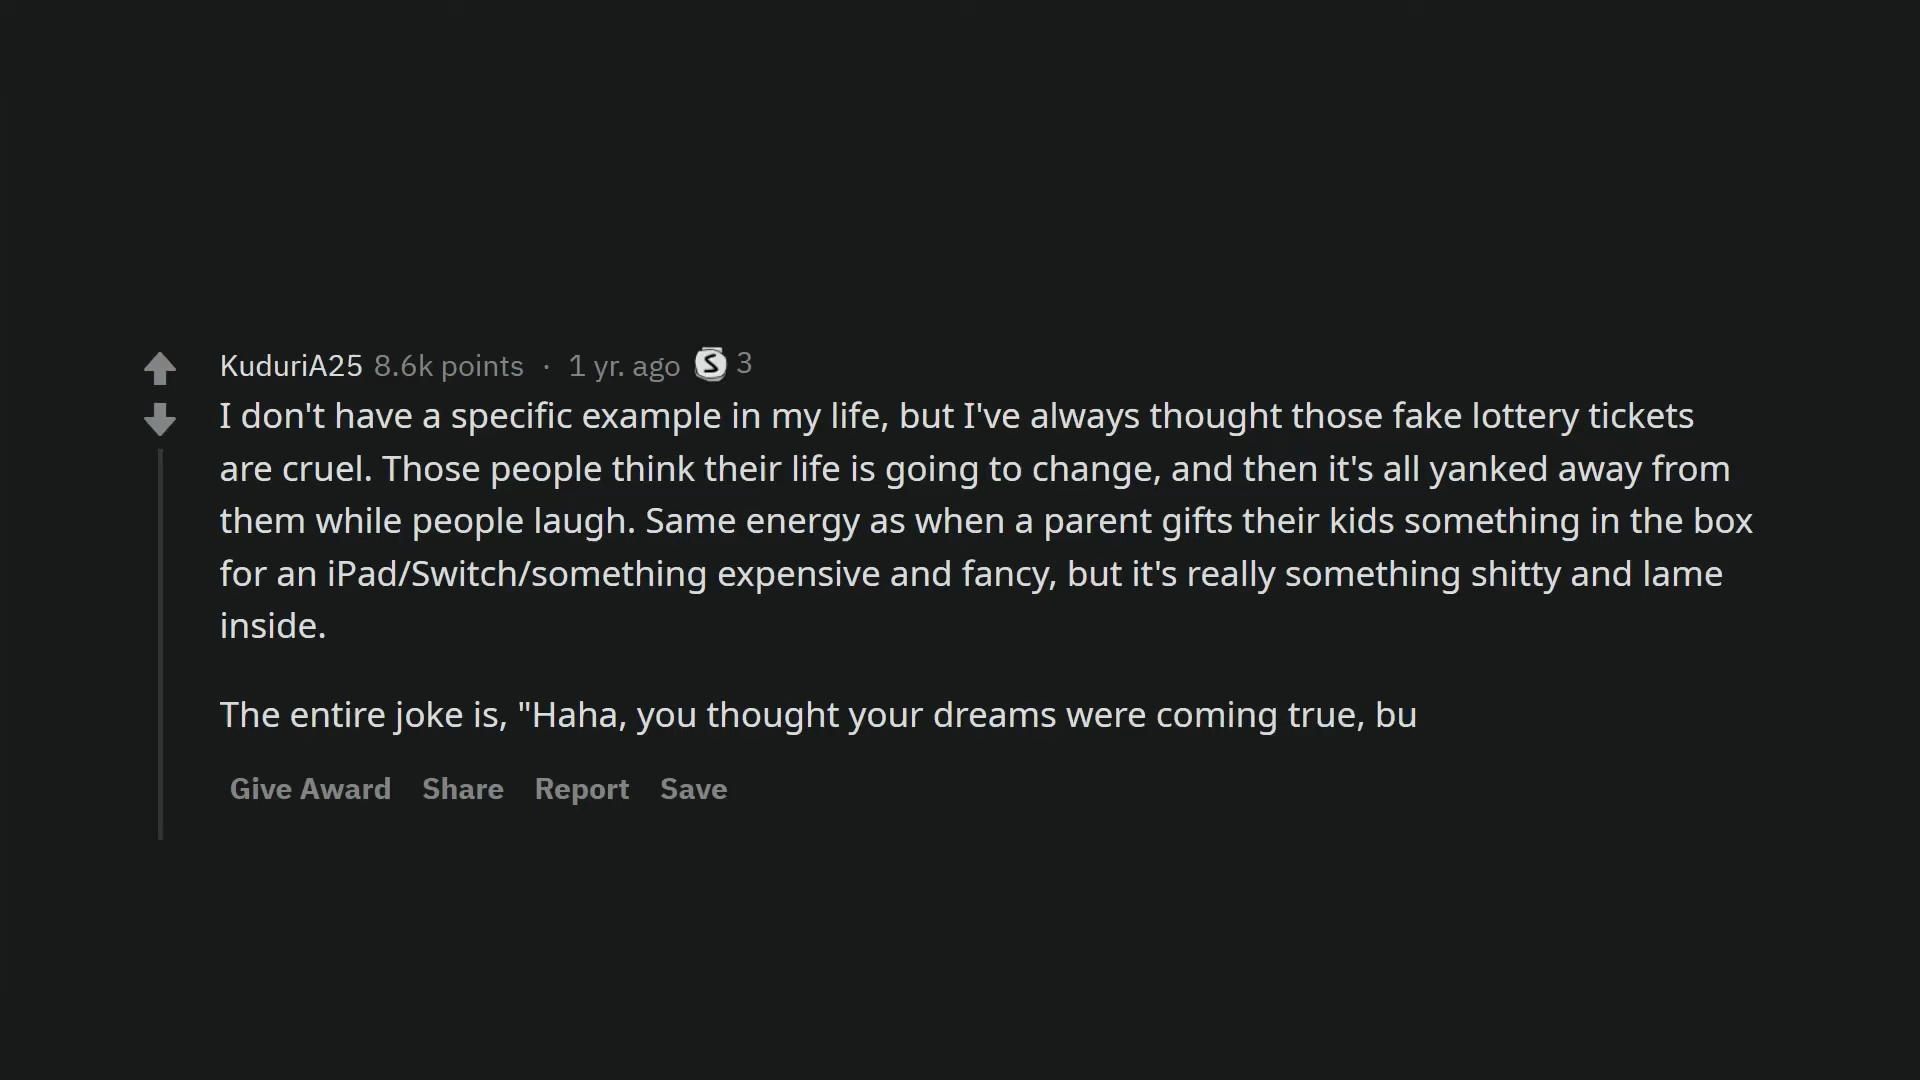 KuduriA25 8.6k points · 1 yr. ago S 3
I don't have a specific example in my life, but I've always thought those fake lottery tickets
are cruel. Those people think their life is going to change, and then it's all yanked away from
them while people laugh. Same energy as when a parent gifts their kids something in the box
for an iPad/Switch/something expensive and fancy, but it's really something shitty and lame
inside.
The entire joke is, "Haha, you thought your dreams were coming true, bu
Give Award Share Report Save